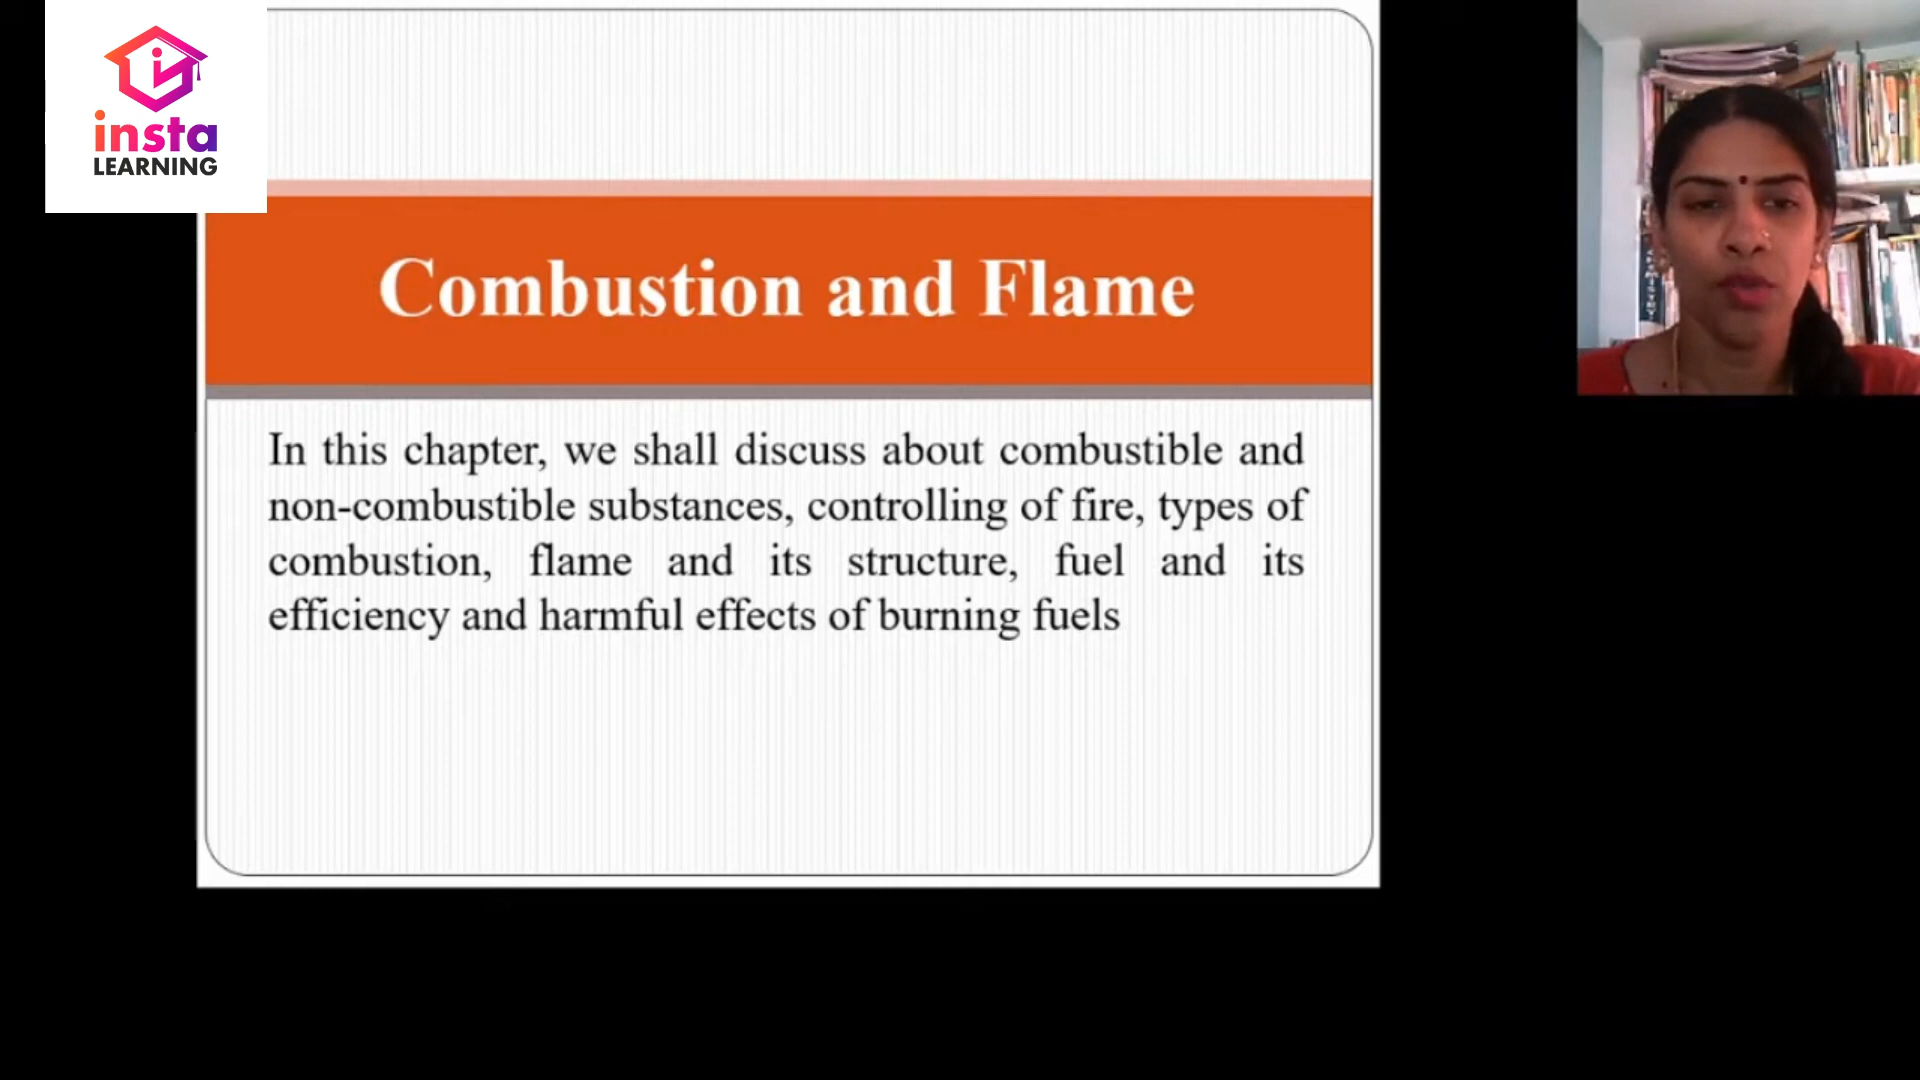 insta
LEARNING
Combustion and Flame
In this chapter, we shall discuss about combustible and
non-combustible substances, controlling of fire, types of
combustion, flame and its structure, fuel and its
efficiency and harmful effects of burning fuels